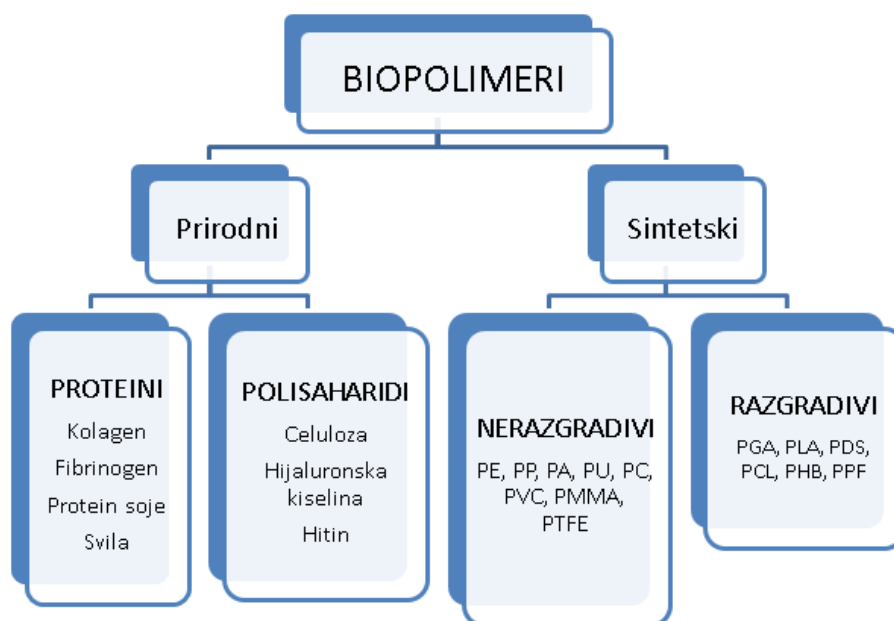 BIOPOLIMERI
Prirodni
Sintetski
PROTEINI
Kolagen
Fibrinogen
Protein soje
Svila
POLISAHARIDI
Celuloza
Hijaluronska
kiselina
Hitin
NERAZGRADIVI
PE, PP, PA, PU, PC,
PVC, PMMA,
PTFE
RAZGRADIVI
PGA, PLA, PDS,
PCL, PHB, PPF